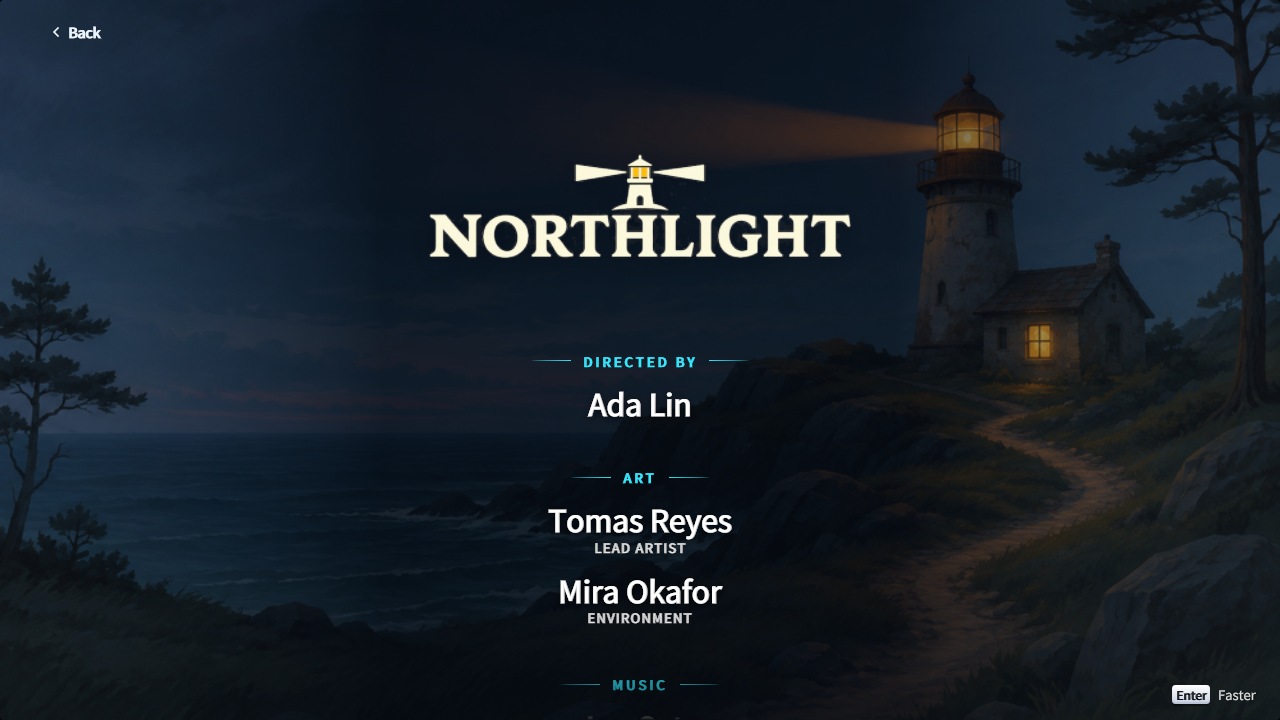 Back
NORTHLIGHT
DIRECTED BY
Ada Lin
ART
Tomas Reyes
LEAD ARTIST
Mira Okafor
ENVIRONMENT
MUSIC
Enter Faster